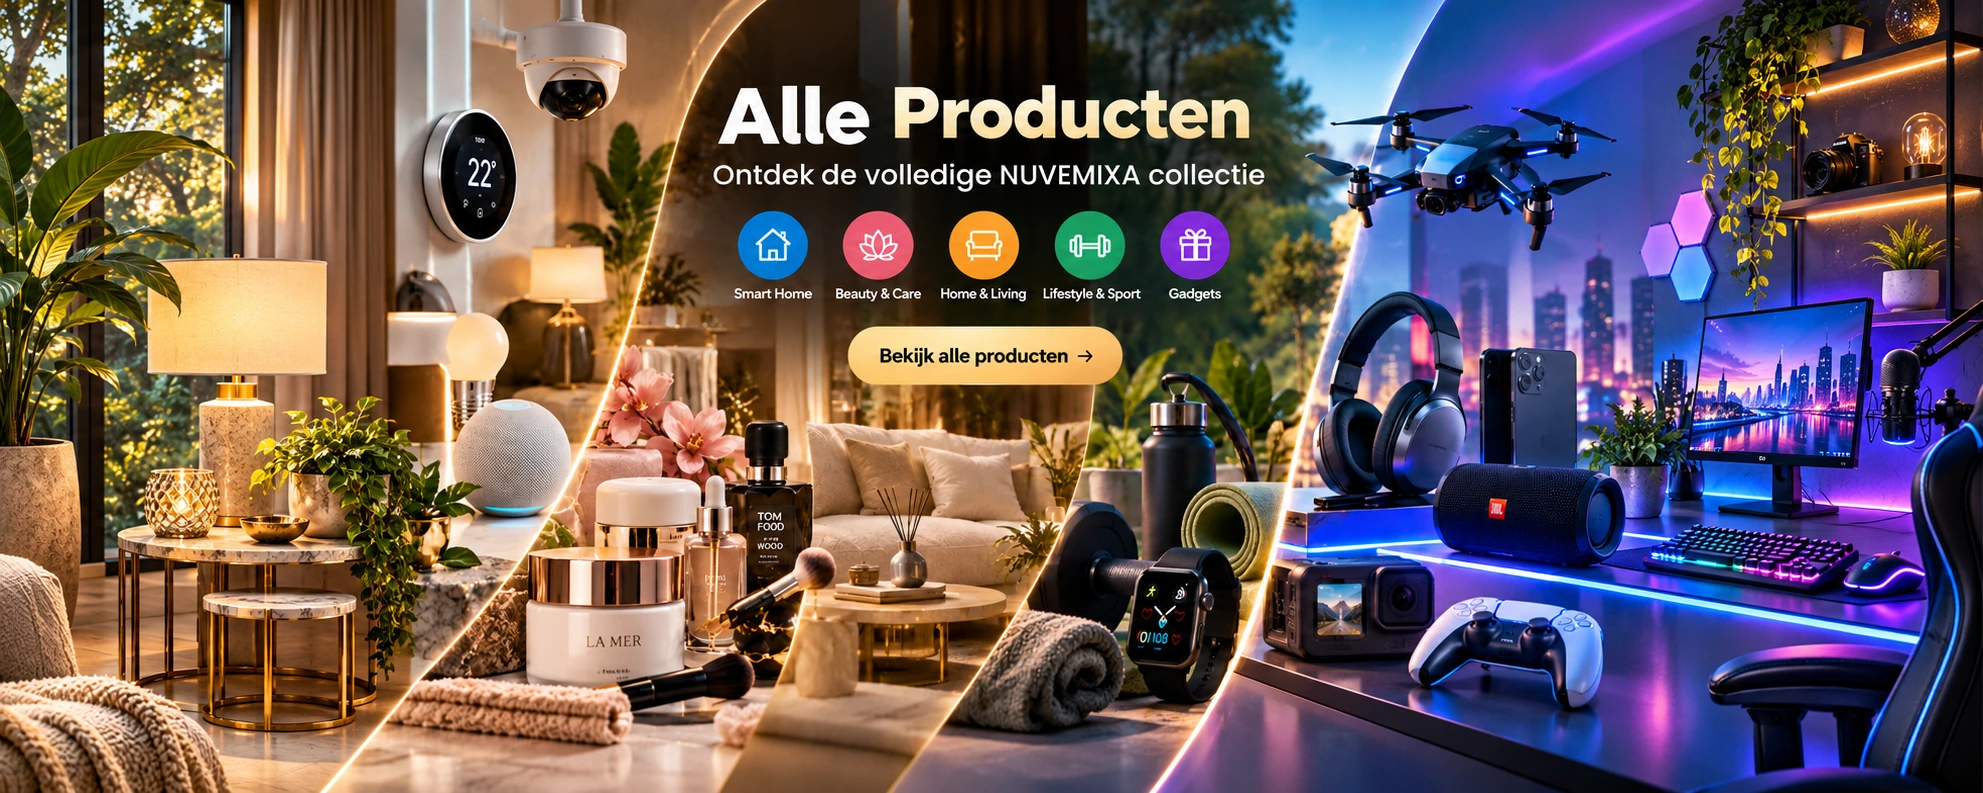 Alle Producten
Ontdek de volledige NUVEMIXA collectie
Smart Home
Beauty & Care
Home & Living
Lifestyle & Sport
Gadgets
Bekijk alle producten →
22°
TOM
FOOD
WOOD
LA MER
JBL